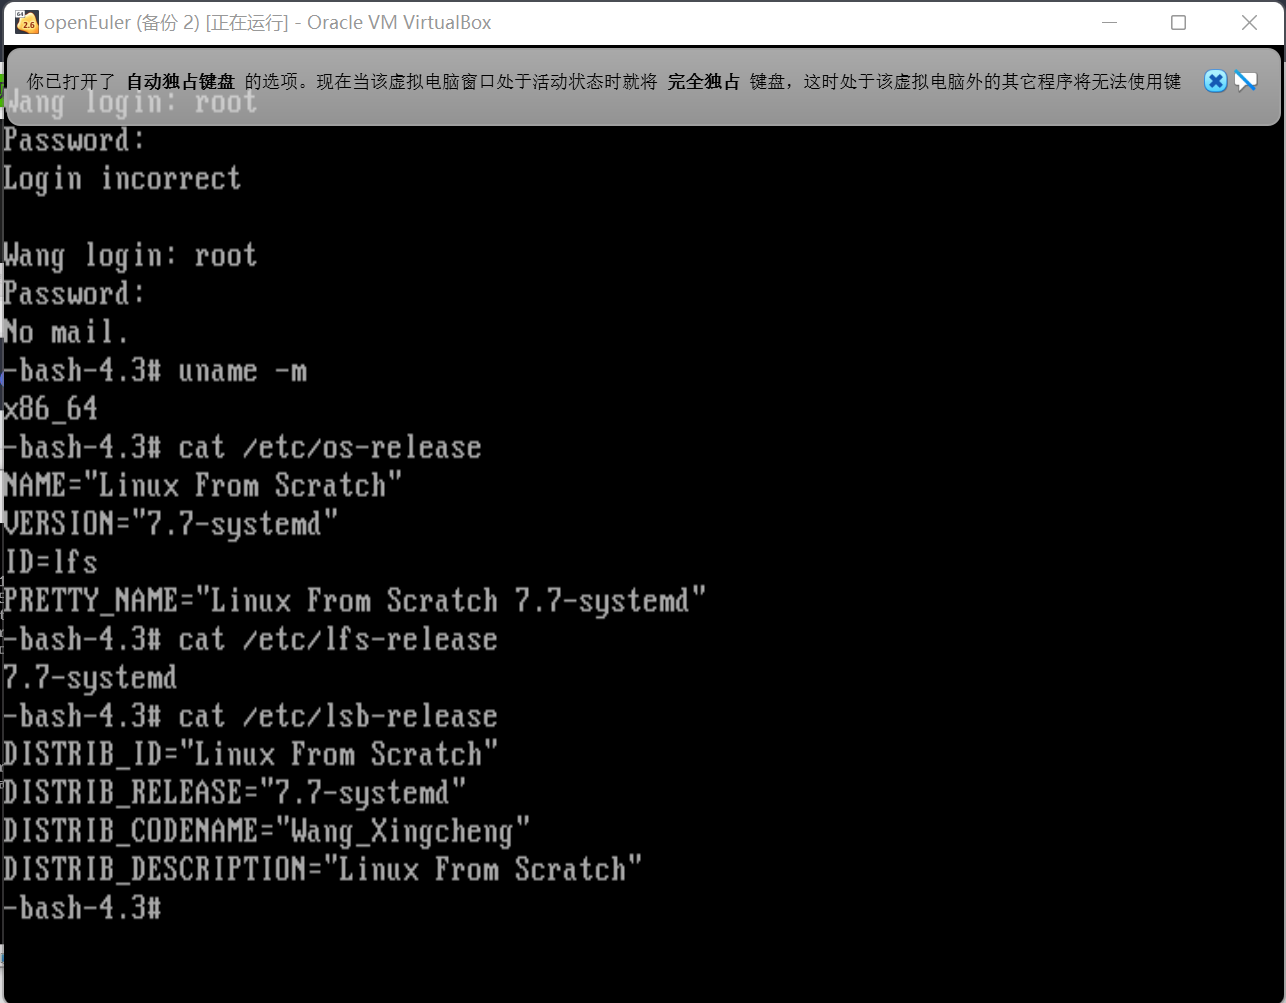 openEuler (备份 2) [正在运行] - Oracle VM VirtualBox
你已打开了 自动独占键盘 的选项。现在当该虚拟电脑窗口处于活动状态时就将 完全独占 键盘，这时处于该虚拟电脑外的其它程序将无法使用键
Wang login: root
Password:
Login incorrect
Wang login: root
Password:
No mail.
-bash-4.3# uname -m
x86_64
-bash-4.3# cat /etc/os-release
NAME="Linux From Scratch"
VERSION="7.7-systemd"
ID=lfs
PRETTY_NAME="Linux From Scratch 7.7-systemd"
-bash-4.3# cat /etc/lfs-release
7.7-systemd
-bash-4.3# cat /etc/lsb-release
DISTRIB_ID="Linux From Scratch"
DISTRIB_RELEASE="7.7-systemd"
DISTRIB_CODENAME="Wang_Xingcheng"
DISTRIB_DESCRIPTION="Linux From Scratch"
-bash-4.3#